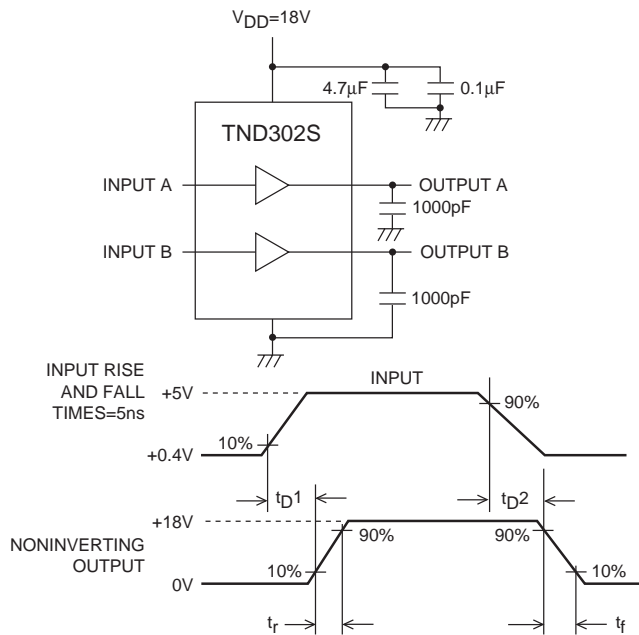 VDD=18V
4.7μF
0.1μF
TND302S
INPUT A
OUTPUT A
1000pF
INPUT B
OUTPUT B
1000pF
INPUT RISE
AND FALL
TIMES=5ns
+5V
INPUT
90%
10%
+0.4V
tD1
tD2
+18V
NONINVERTING
OUTPUT
90%
90%
10%
10%
0V
tr
tf